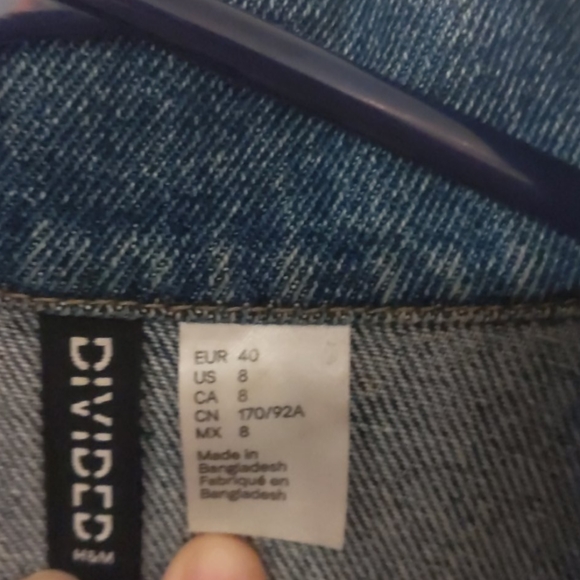 DIVIDED
H&M
EUR 40
US 8
CA 8
CN 170/92A
MX 8
Made in
Bangladesh
Fabriqué en
Bangladesh